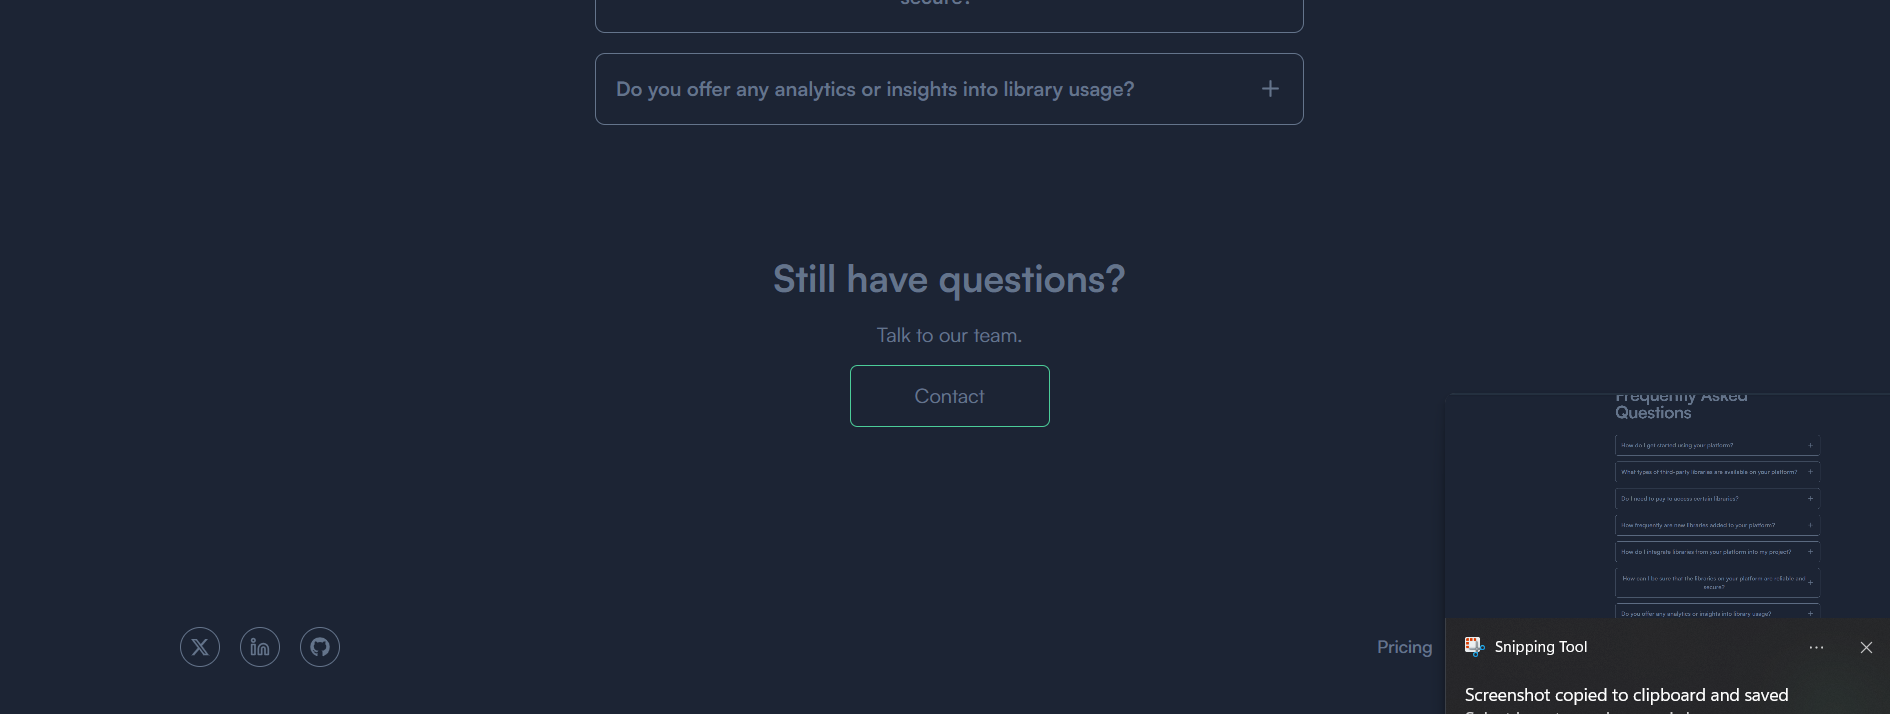 secure?
Do you offer any analytics or insights into library usage?
Still have questions?
Talk to our team.
Contact
Frequently Asked
Questions
How do I get started using your platform?
What types of third-party libraries are available on your platform?
Do I need to pay to access certain libraries?
How frequently are new libraries added to your platform?
How do I integrate libraries from your platform into my project?
How can I be sure that the libraries on your platform are reliable and
secure?
Do you offer any analytics or insights into library usage?
Pricing
Snipping Tool
Screenshot copied to clipboard and saved